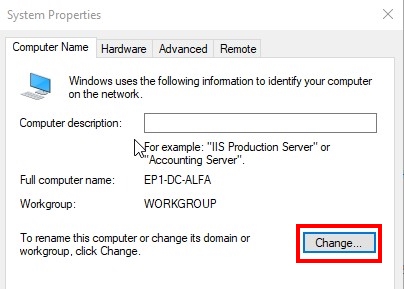 System Properties
Computer Name Hardware Advanced Remote
Windows uses the following information to identify your computer
on the network.
Computer description:
For example: "IIS Production Server" or
"Accounting Server".
Full computer name: EP1-DC-ALFA
Workgroup: WORKGROUP
To rename this computer or change its domain or
workgroup, click Change.
Change...